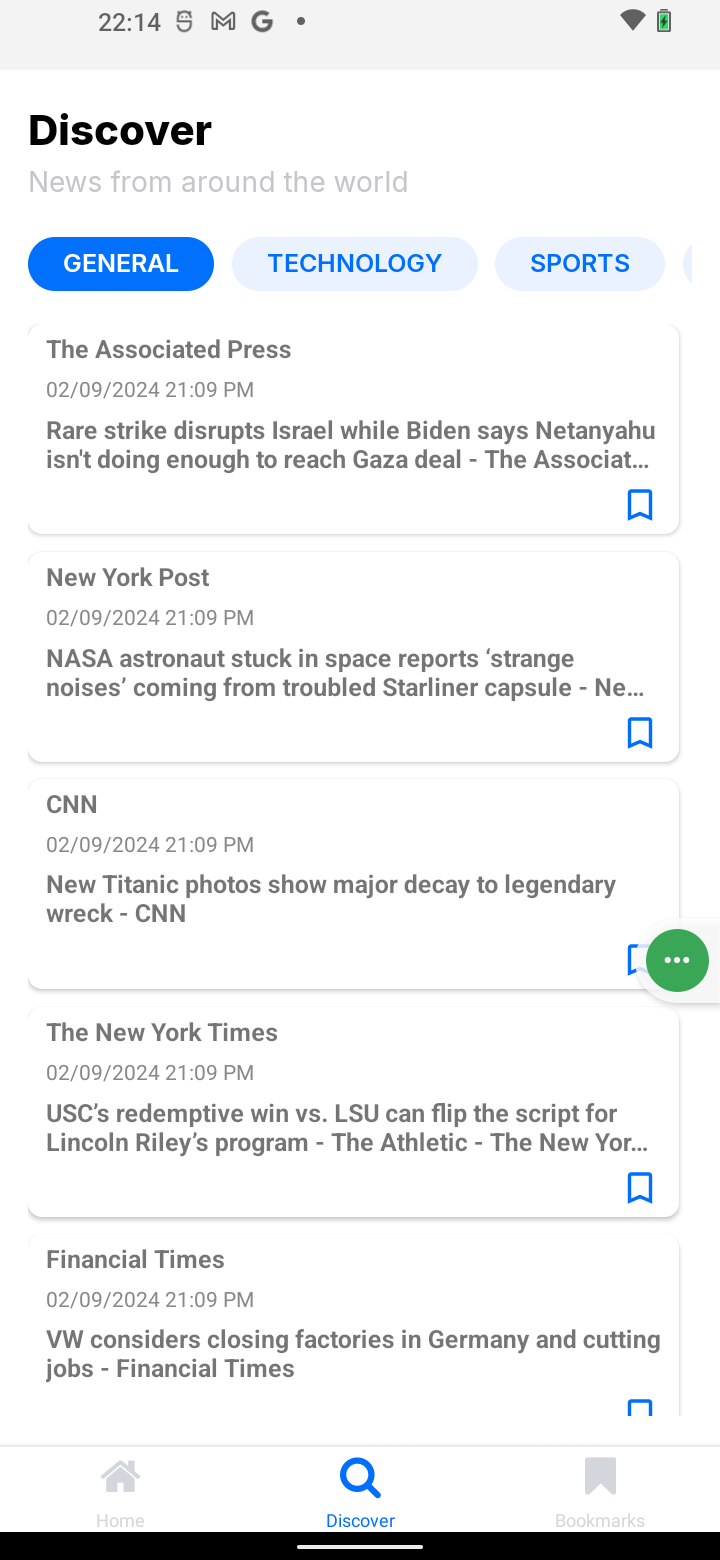 22:14
Discover
News from around the world
GENERAL TECHNOLOGY SPORTS
The Associated Press
02/09/2024 21:09 PM
Rare strike disrupts Israel while Biden says Netanyahu
isn't doing enough to reach Gaza deal - The Associat...
New York Post
02/09/2024 21:09 PM
NASA astronaut stuck in space reports ‘strange
noises’ coming from troubled Starliner capsule - Ne...
CNN
02/09/2024 21:09 PM
New Titanic photos show major decay to legendary
wreck - CNN
The New York Times
02/09/2024 21:09 PM
USC’s redemptive win vs. LSU can flip the script for
Lincoln Riley’s program - The Athletic - The New Yor...
Financial Times
02/09/2024 21:09 PM
VW considers closing factories in Germany and cutting
jobs - Financial Times
Home Discover Bookmarks